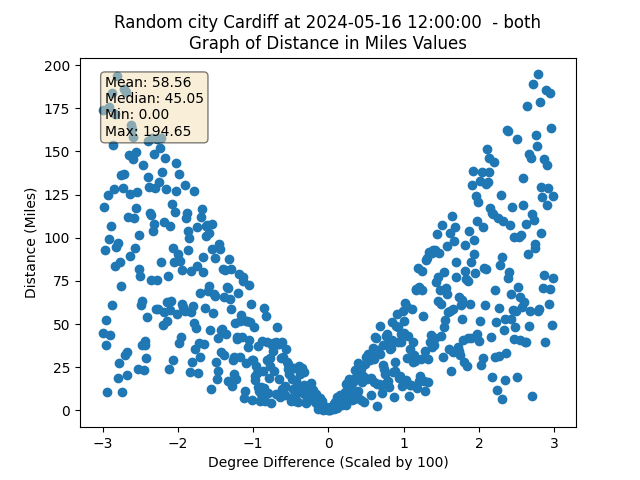 Random city Cardiff at 2024-05-16 12:00:00  - both
Graph of Distance in Miles Values
Mean: 58.56
Median: 45.05
Min: 0.00
Max: 194.65
Distance (Miles)
200
175
150
125
100
75
50
25
0
−3
−2
−1
0
1
2
3
Degree Difference (Scaled by 100)